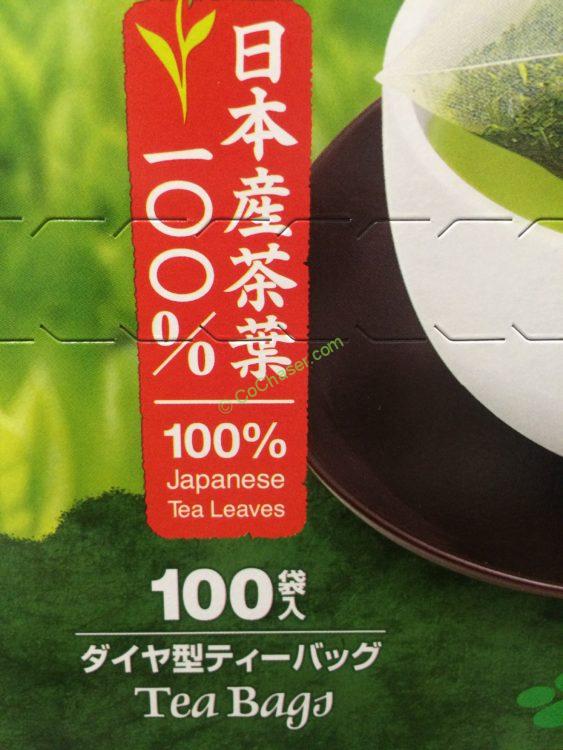 日本産茶葉
一〇〇%
100%
Japanese
Tea Leaves
© CoChaser.com
100袋入
ダイヤ型ティーバッグ
Tea Bags